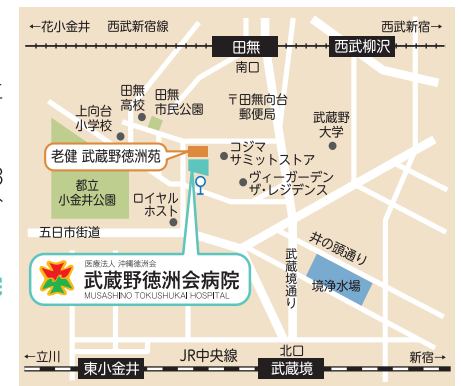 ←花小金井 西武新宿線 西武新宿→
田無 西武柳沢
南口
田無
高校
田無
市民公園
〒田無向台
郵便局
上向台
小学校
武蔵野
大学
老健 武蔵野徳洲苑
コジマ
サミットストア
都立
小金井公園
ヴィーガーデン
ザ・レジデンス
ロイヤル
ホスト
五日市街道
井の頭通り
武蔵境通り
境浄水場
医療法人 沖縄徳洲会
武蔵野徳洲会病院
MUSASHINO TOKUSHUKAI HOSPITAL
←立川 JR中央線 北口 新宿→
東小金井 武蔵境